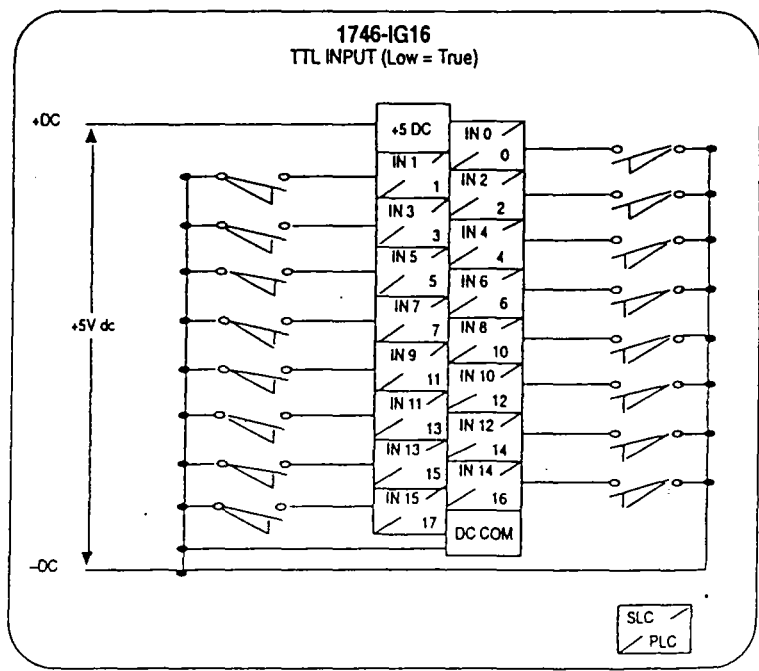 1746-IG16
TTL INPUT (Low = True)
+DC
+5 DC
IN 0
0
IN 1
1
IN 2
2
IN 3
3
IN 4
4
IN 5
5
IN 6
6
+5V dc
IN 7
7
IN 8
10
IN 9
11
IN 10
12
IN 11
13
IN 12
14
IN 13
15
IN 14
16
IN 15
17
DC COM
–DC
SLC
PLC